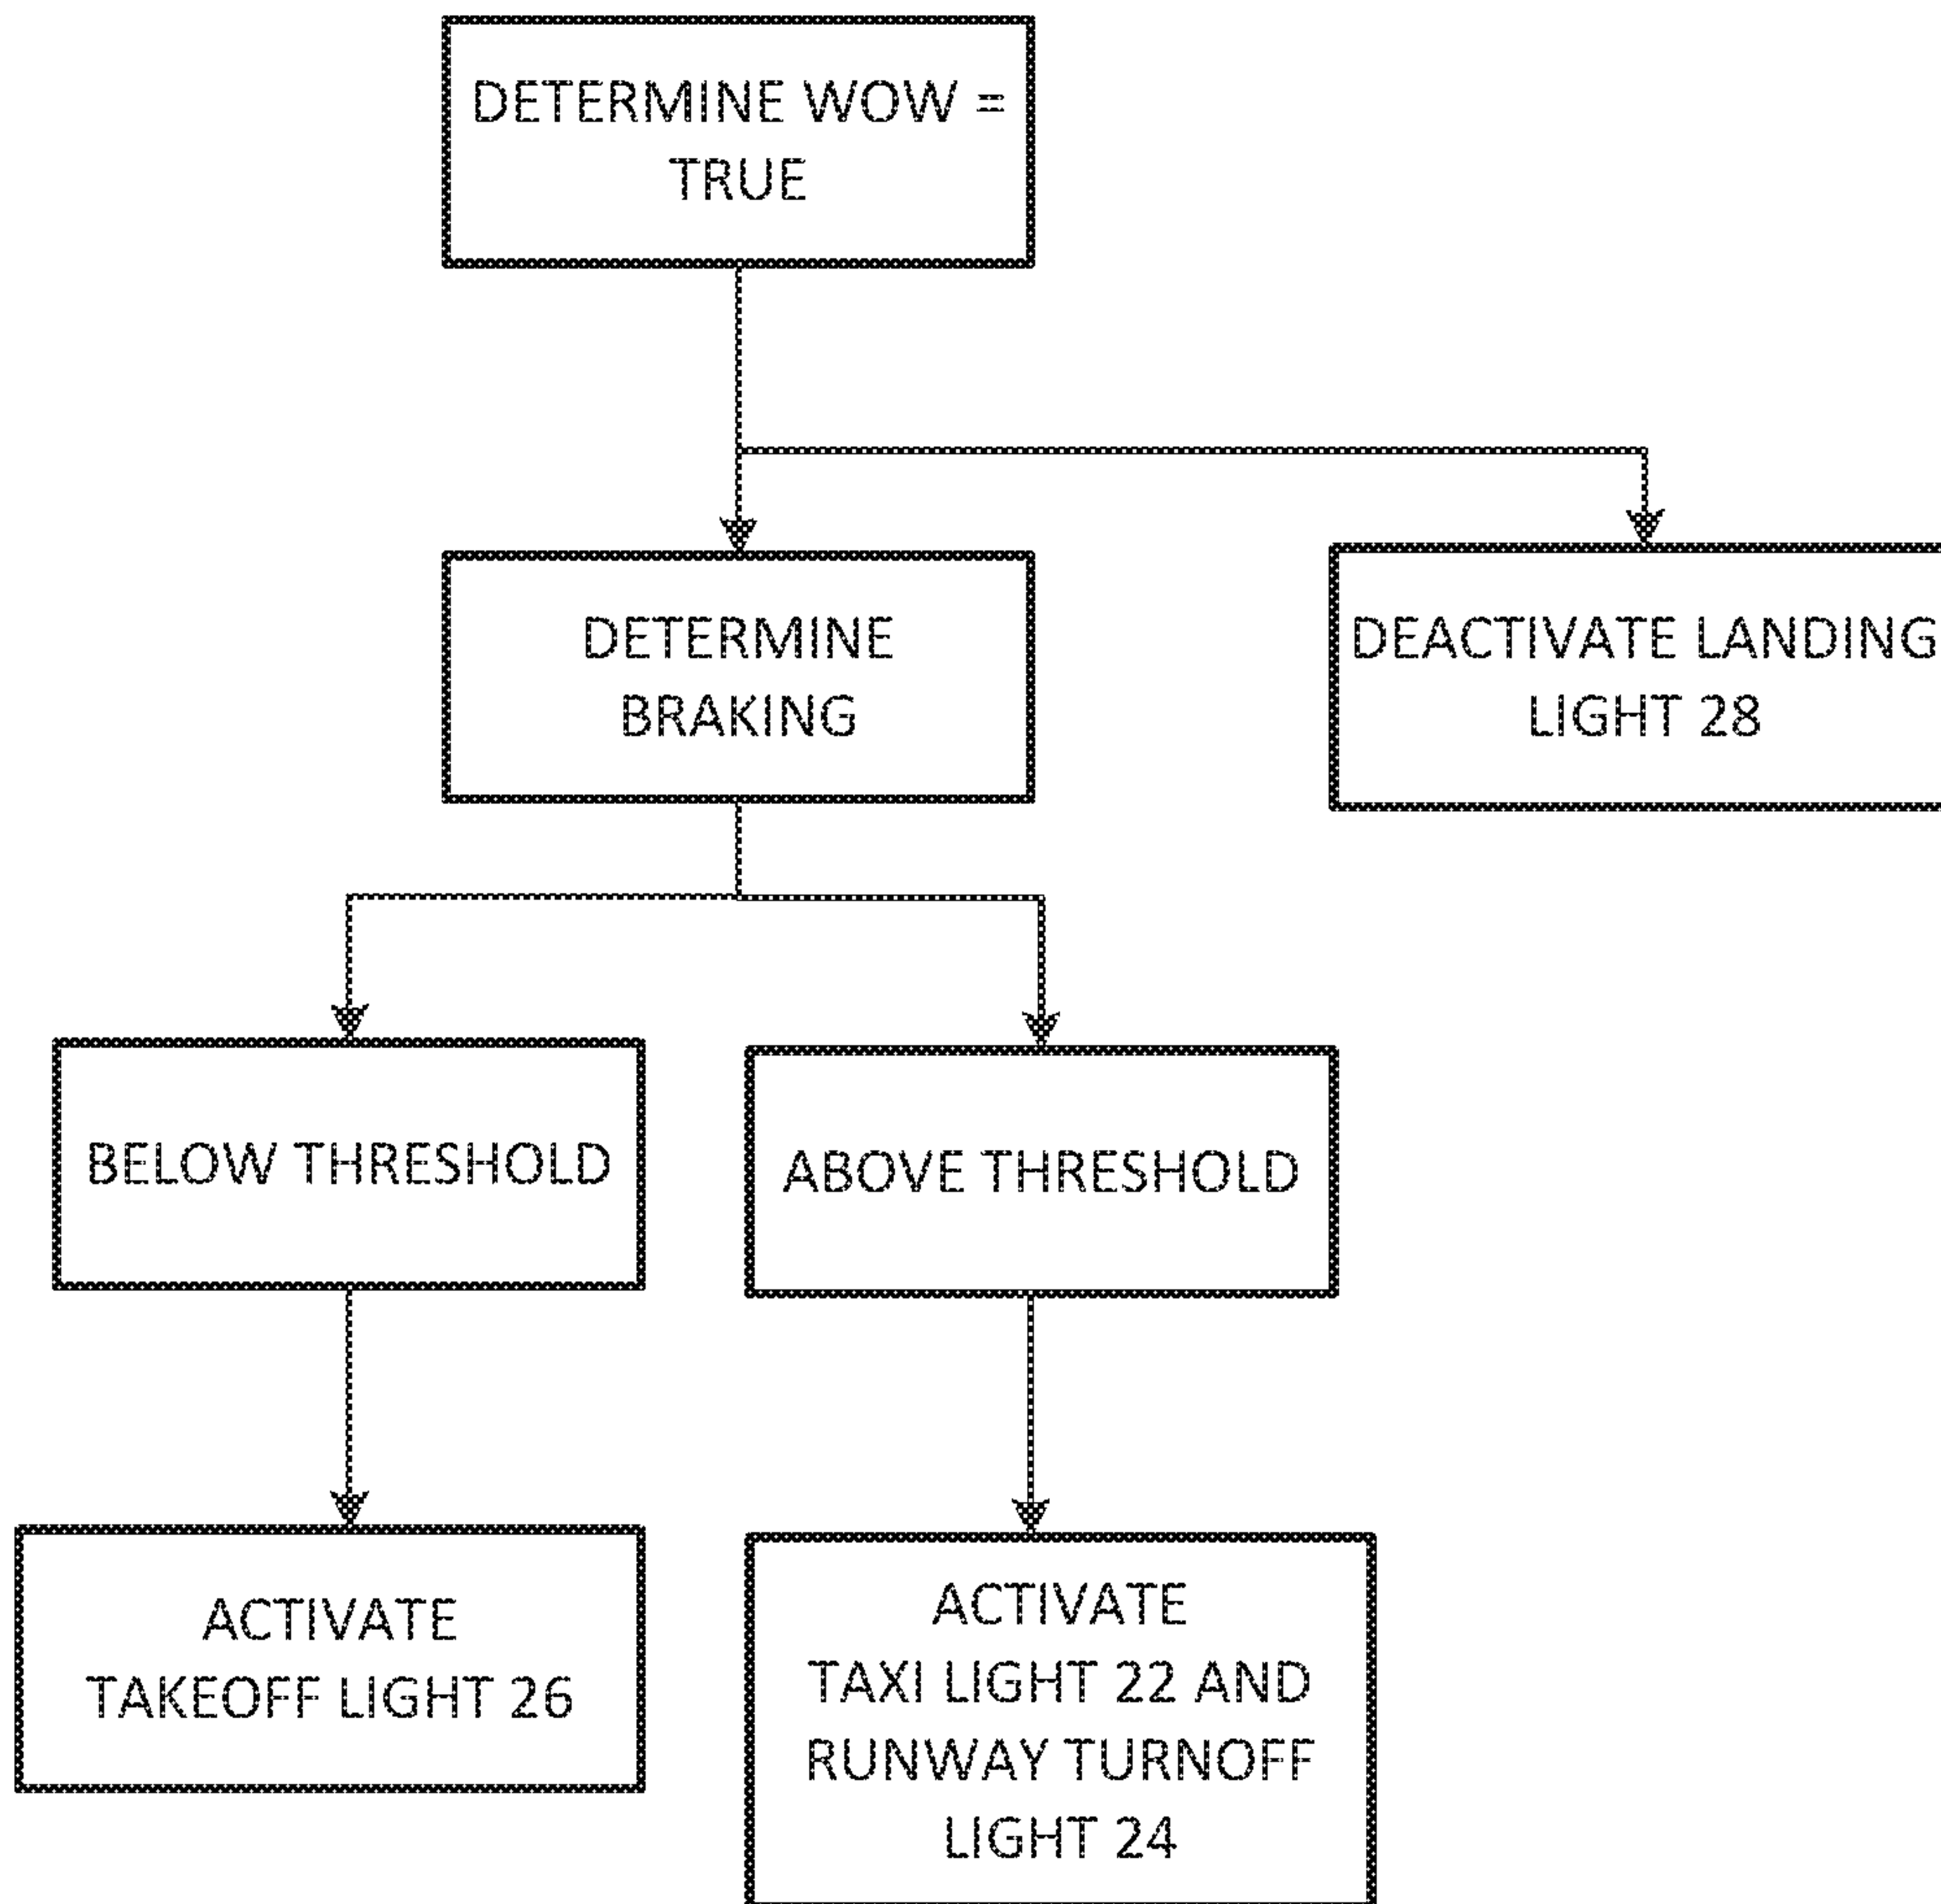 DETERMINE WOW =
TRUE
DETERMINE
BRAKING
DEACTIVATE LANDING
LIGHT 28
BELOW THRESHOLD
ABOVE THRESHOLD
ACTIVATE
TAKEOFF LIGHT 26
ACTIVATE
TAXI LIGHT 22 AND
RUNWAY TURNOFF
LIGHT 24